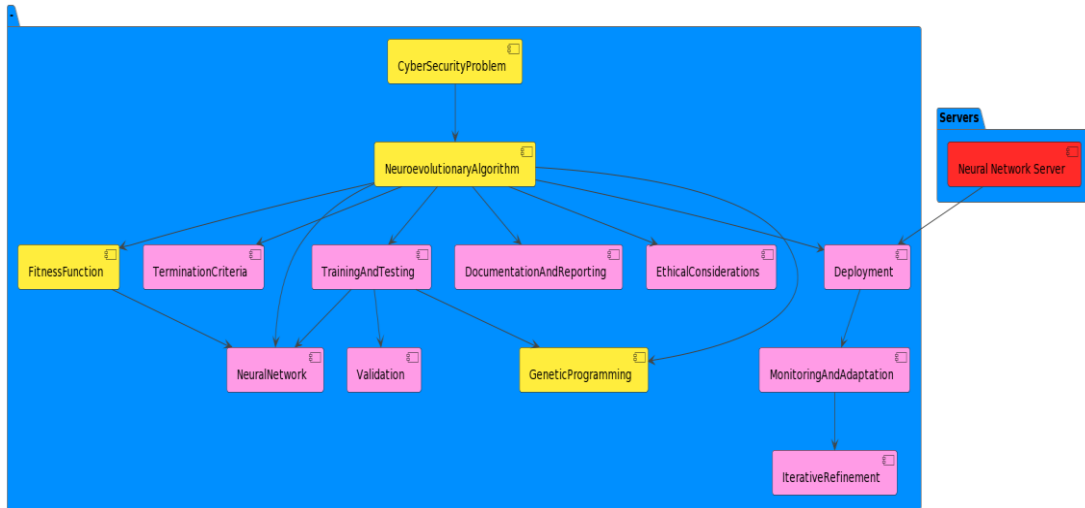 -
CyberSecurityProblem
Servers
NeuroevolutionaryAlgorithm
Neural Network Server
FitnessFunction
TerminationCriteria
TrainingAndTesting
DocumentationAndReporting
EthicalConsiderations
Deployment
NeuralNetwork
Validation
GeneticProgramming
MonitoringAndAdaptation
IterativeRefinement